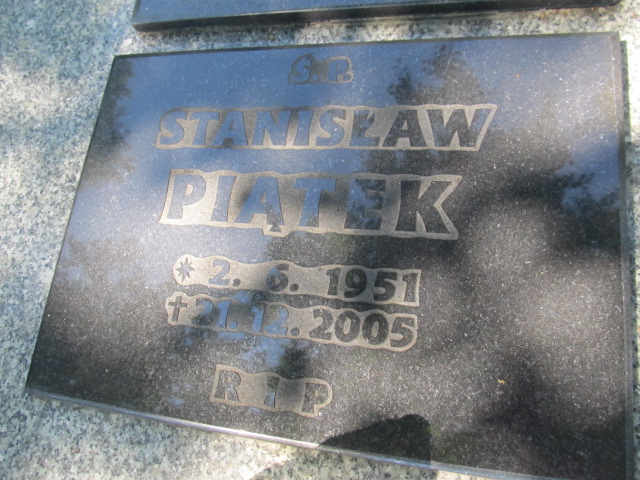 Ś.P.
STANISŁAW
PIĄTEK
* 2. 6. 1951
† 21. 12. 2005
R I P